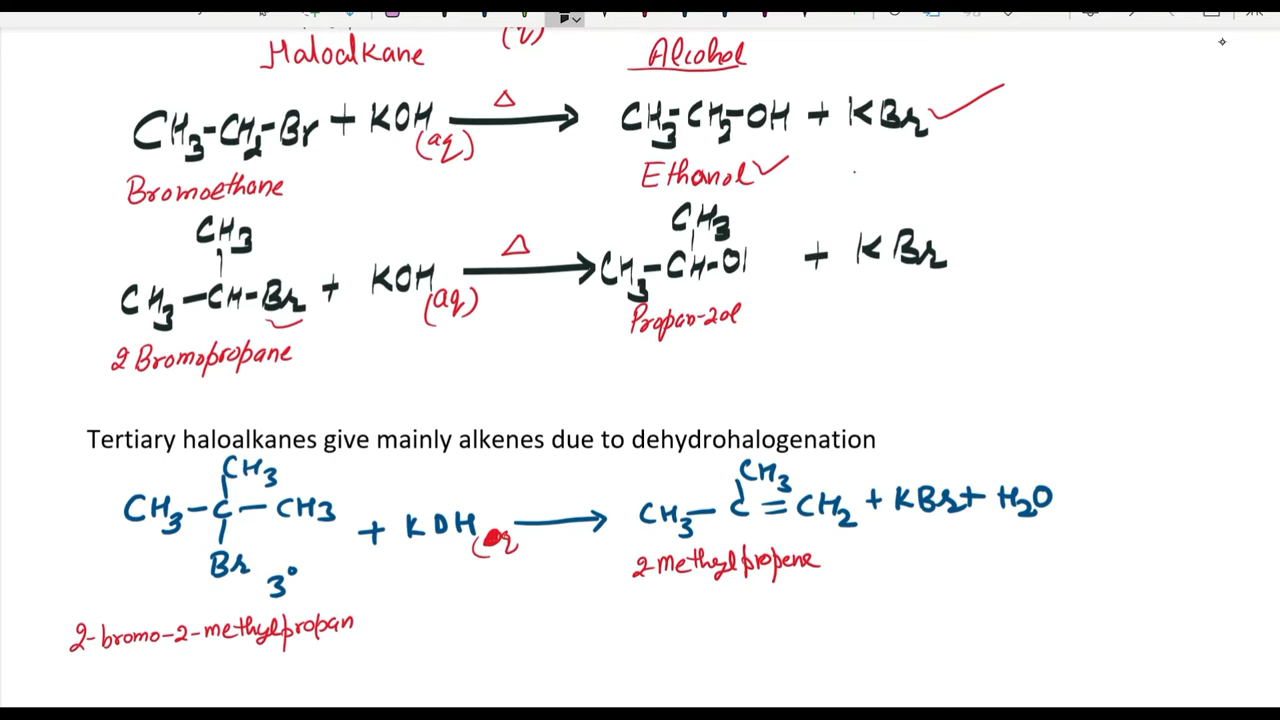 (q)
Haloalkane Alcohol
CH3-CH2-Br + KOH (aq) Δ → CH3-CH2-OH + KBr ✓
Bromoethane Ethanol ✓
CH3 CH3
CH3-CH-Br + KOH (aq) Δ → CH3-CH-OH + KBr
2 Bromopropane Propan-2ol
Tertiary haloalkanes give mainly alkenes due to dehydrohalogenation
CH3 CH3
CH3-C-CH3 + KOH (aq → CH3-C=CH2 + KBr + H2O
Br 3° 2-methylpropene
2-bromo-2-methylpropan